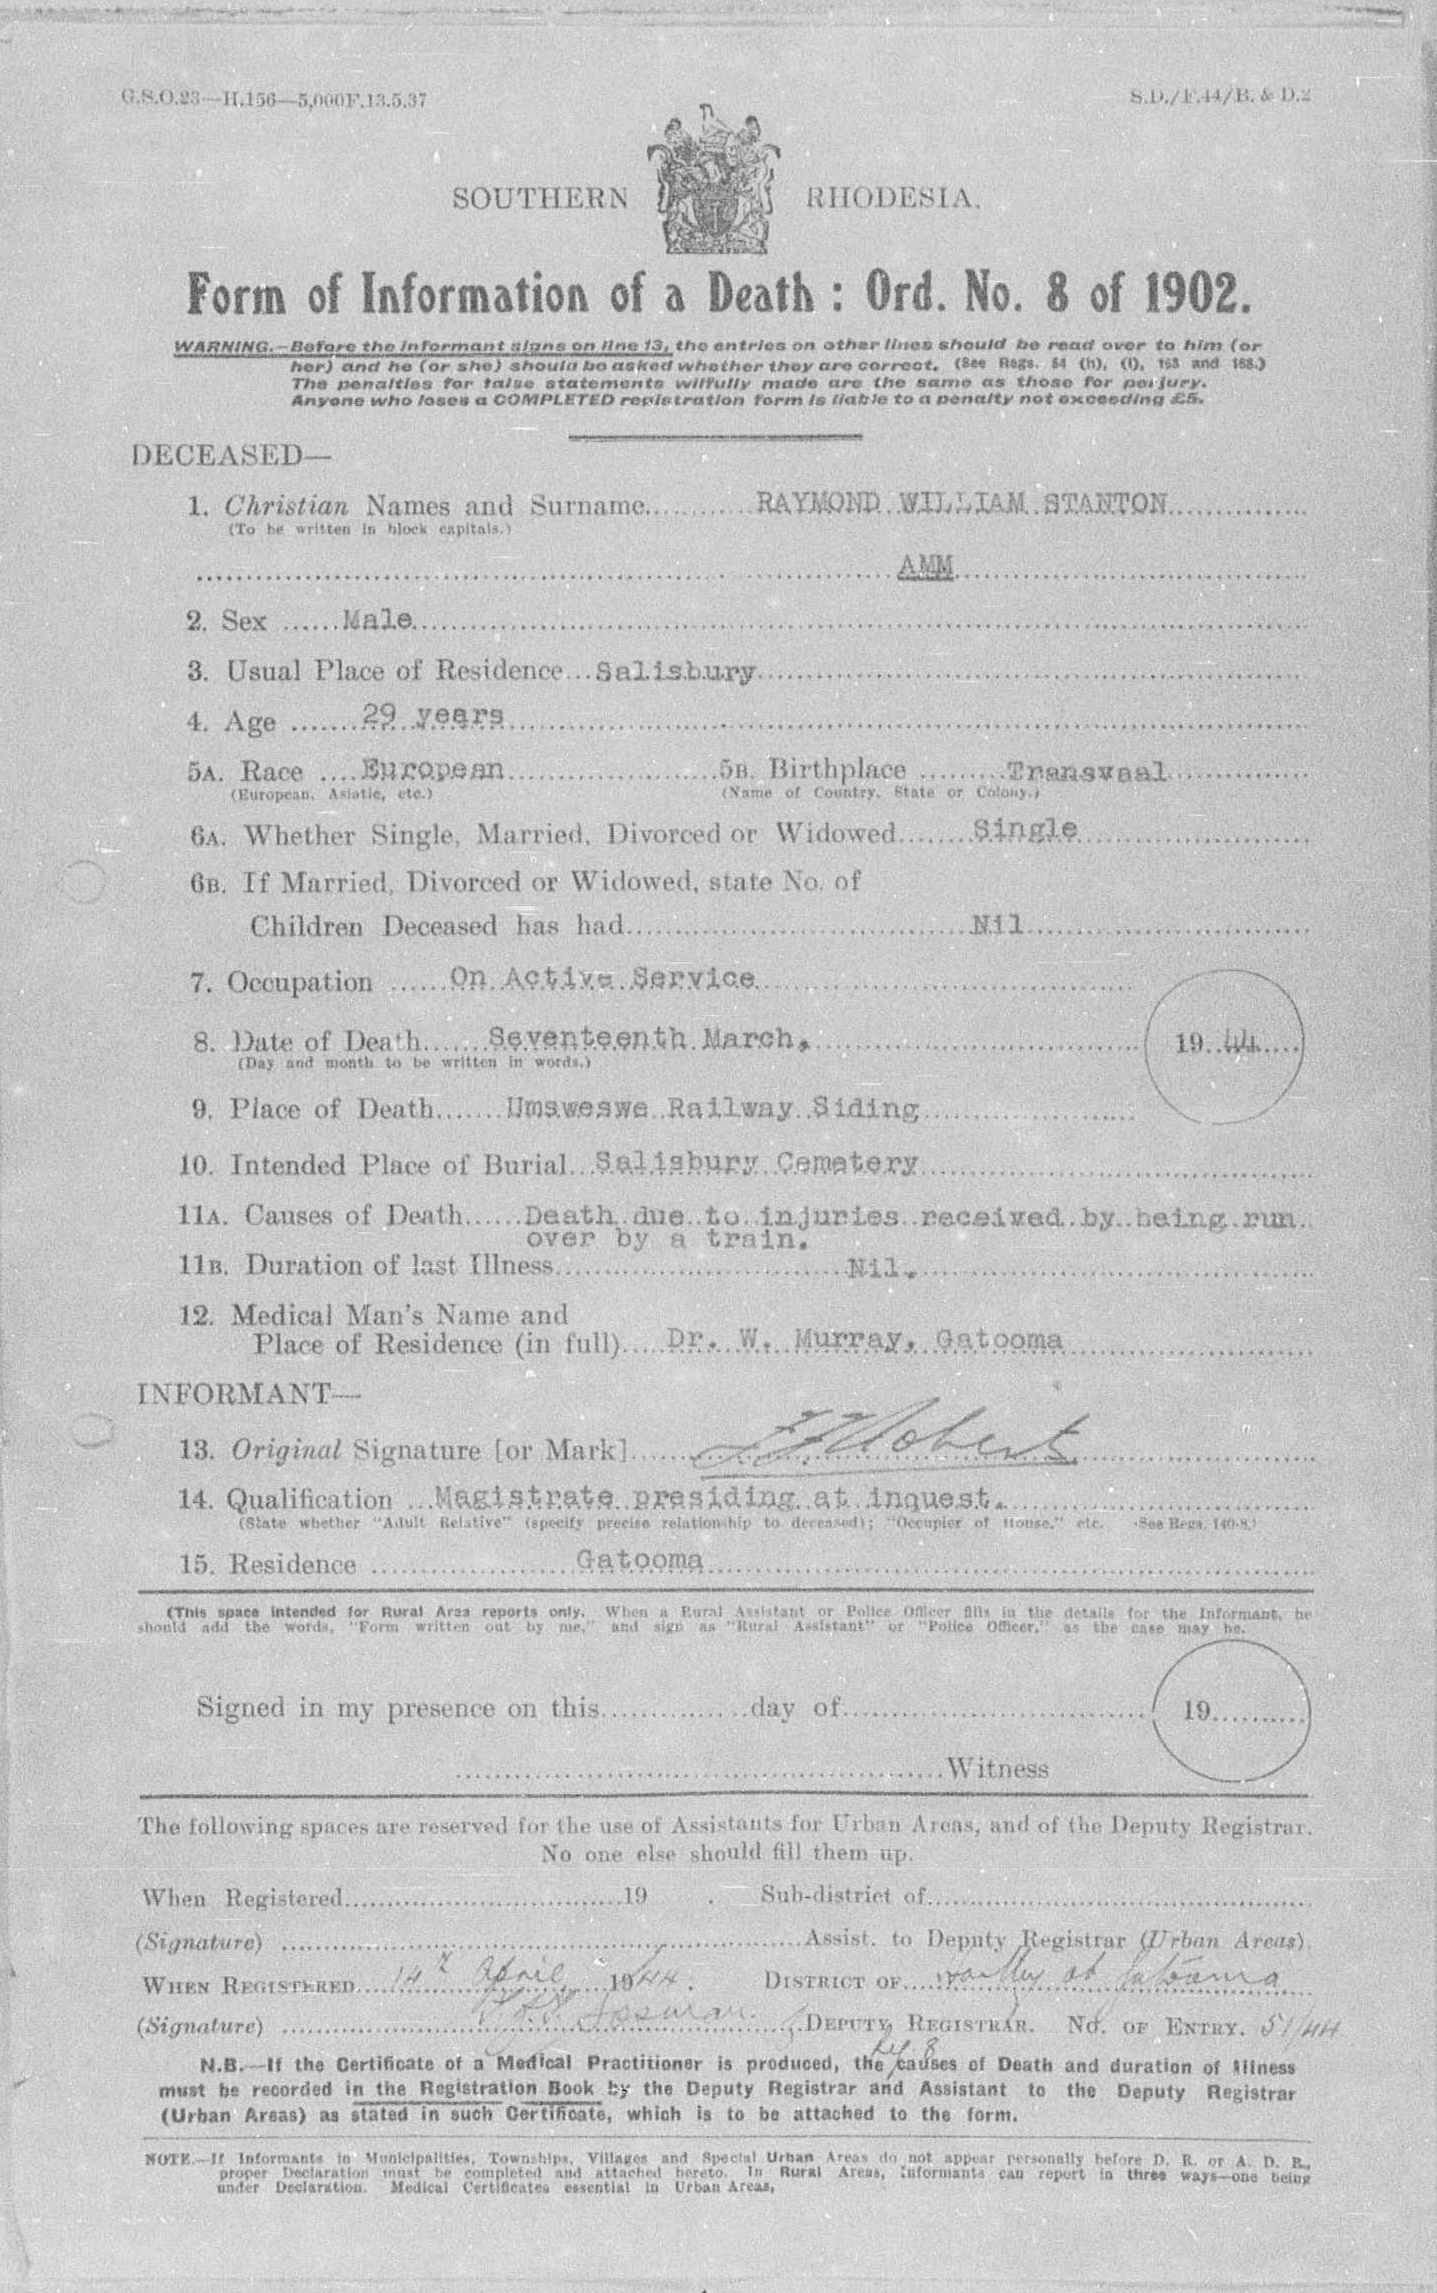 G.S.O.23—H.156—5,000F.13.5.37 S.D./F.44/B. & D.2
SOUTHERN RHODESIA.
Form of Information of a Death : Ord. No. 8 of 1902.
WARNING.—Before the informant signs on line 13, the entries on other lines should be read over to him (or
her) and he (or she) should be asked whether they are correct. (See Regs. 54 (h), (i), 163 and 168.)
The penalties for false statements wilfully made are the same as those for perjury.
Anyone who loses a COMPLETED registration form is liable to a penalty not exceeding £5.
DECEASED—
1. Christian Names and Surname............RAYMOND WILLIAM STANTON
(To be written in block capitals.)
AMM
2. Sex ......Male
3. Usual Place of Residence...Salisbury
4. Age .......29 years
5A. Race ....European 5B. Birthplace .........Transvaal
(European, Asiatic, etc.) (Name of Country, State or Colony.)
6A. Whether Single, Married, Divorced or Widowed.......Single
6B. If Married, Divorced or Widowed, state No. of
Children Deceased has had..........Nil
7. Occupation ......On Active Service
8. Date of Death.......Seventeenth March, 19..44....
(Day and month to be written in words.)
9. Place of Death.......Umsweswe Railway Siding
10. Intended Place of Burial...Salisbury Cemetery
11A. Causes of Death......Death due to injuries received by being run
over by a train.
11B. Duration of last Illness..........Nil.
12. Medical Man's Name and
Place of Residence (in full)....Dr. W. Murray, Gatooma
INFORMANT—
13. Original Signature [or Mark]......Roberts
14. Qualification ...Magistrate presiding at inquest.
(State whether "Adult Relative" (specify precise relationship to deceased); "Occupier of House," etc. (See Regs. 140-8.)
15. Residence ..........Gatooma
(This space intended for Rural Area reports only. When a Rural Assistant or Police Officer fills in the details for the Informant, he
should add the words, "Form written out by me," and sign as "Rural Assistant" or "Police Officer," as the case may be.
Signed in my presence on this..........day of.......... 19..........
..........Witness
The following spaces are reserved for the use of Assistants for Urban Areas, and of the Deputy Registrar.
No one else should fill them up.
When Registered..........19 . Sub-district of..........
(Signature) ..........Assist. to Deputy Registrar (Urban Areas).
WHEN REGISTERED....14th April 1944. DISTRICT OF....Hartley at Gatooma
(Signature) ..........DEPUTY REGISTRAR. NO. OF ENTRY. 51/44
N.B.—If the Certificate of a Medical Practitioner is produced, the causes of Death and duration of Illness
must be recorded in the Registration Book by the Deputy Registrar and Assistant to the Deputy Registrar
(Urban Areas) as stated in such Certificate, which is to be attached to the form.
NOTE.—If Informants in Municipalities, Townships, Villages and Special Urban Areas do not appear personally before D. R. or A. D. R.,
proper Declaration must be completed and attached hereto. In Rural Areas, Informants can report in three ways—one being
under Declaration. Medical Certificates essential in Urban Areas,